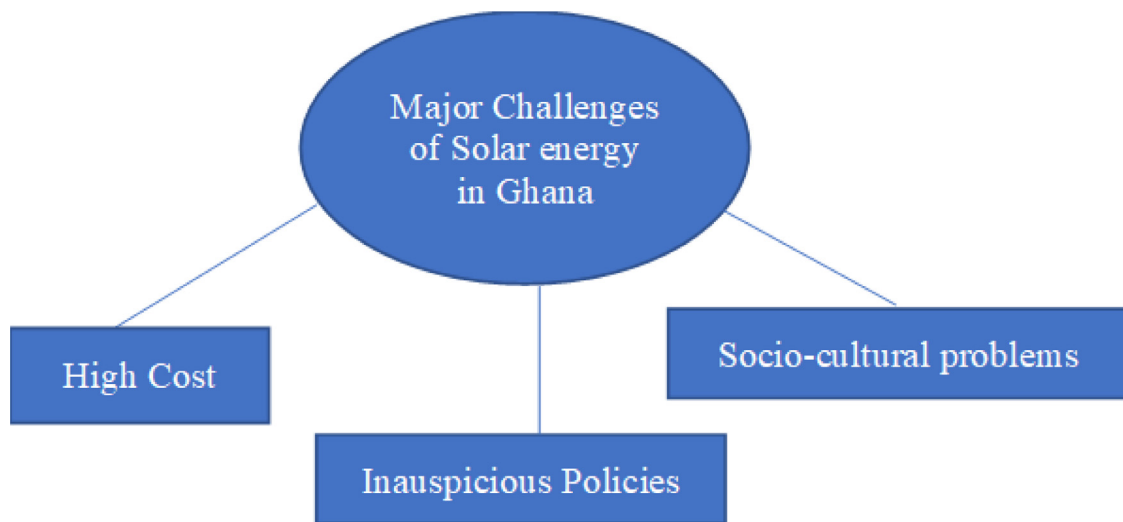 Major Challenges
of Solar energy
in Ghana
High Cost
Inauspicious Policies
Socio-cultural problems